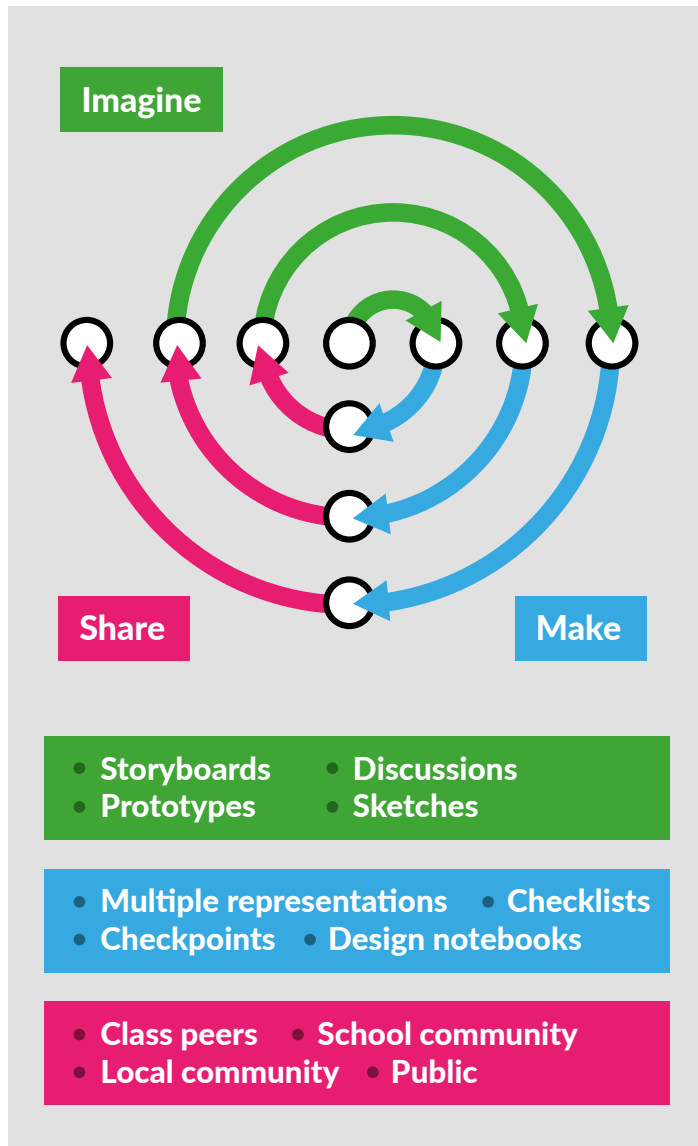 Imagine
Share
Make
• Storyboards • Discussions
• Prototypes • Sketches
• Multiple representations • Checklists
• Checkpoints • Design notebooks
• Class peers • School community
• Local community • Public